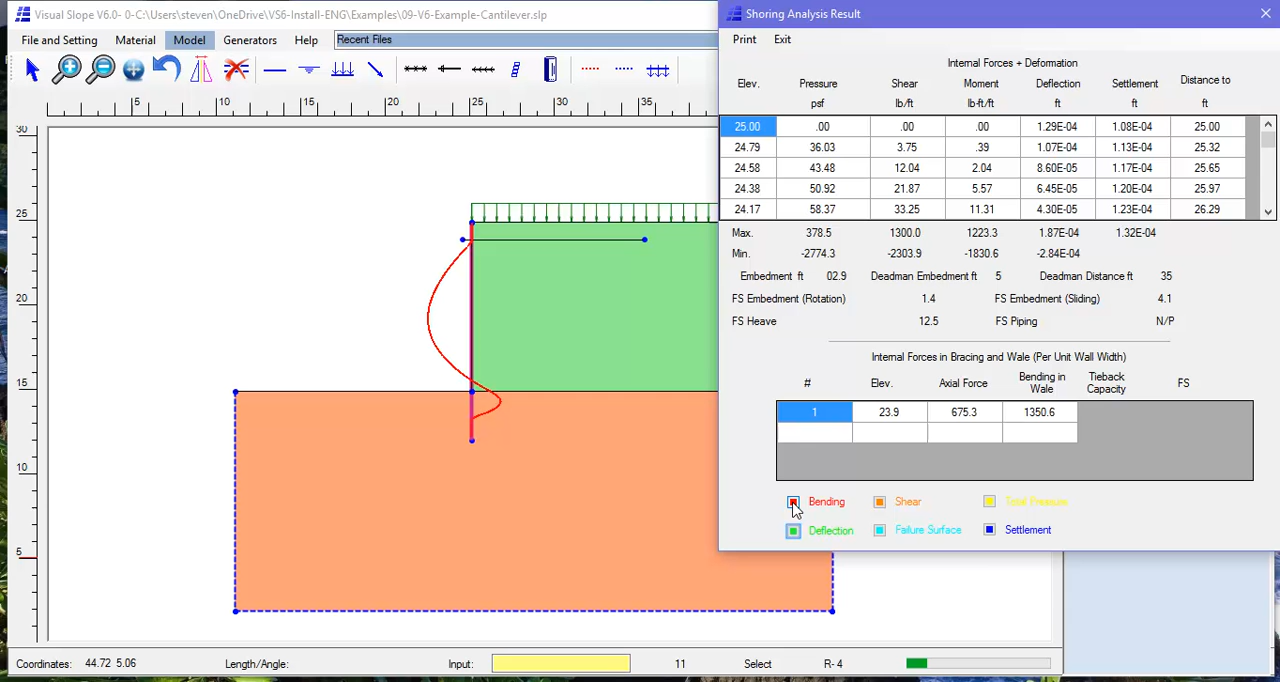 Visual Slope V6.0- 0-C:\Users\steven\OneDrive\VS6-Install-ENG\Examples\09-V6-Example-Cantilever.slp
File and Setting Material Model Generators Help Recent Files
5 10 15 20 25 30 35
30
25
20
15
10
5
Shoring Analysis Result
Print Exit
Internal Forces + Deformation
Elev. Pressure Shear Moment Deflection Settlement Distance to
psf lb/ft lb-ft/ft ft ft ft
25.00 .00 .00 .00 1.29E-04 1.08E-04 25.00
24.79 36.03 3.75 .39 1.07E-04 1.13E-04 25.32
24.58 43.48 12.04 2.04 8.60E-05 1.17E-04 25.65
24.38 50.92 21.87 5.57 6.45E-05 1.20E-04 25.97
24.17 58.37 33.25 11.31 4.30E-05 1.23E-04 26.29
Max. 378.5 1300.0 1223.3 1.87E-04 1.32E-04
Min. -2774.3 -2303.9 -1830.6 -2.84E-04
Embedment ft 02.9 Deadman Embedment ft 5 Deadman Distance ft 35
FS Embedment (Rotation) 1.4 FS Embedment (Sliding) 4.1
FS Heave 12.5 FS Piping N/P
Internal Forces in Bracing and Wale (Per Unit Wall Width)
# Elev. Axial Force Bending in Wale Tieback Capacity FS
1 23.9 675.3 1350.6
Bending Shear Total Pressure
Deflection Failure Surface Settlement
Coordinates: 44.72 5.06 Length/Angle: Input: 11 Select R- 4